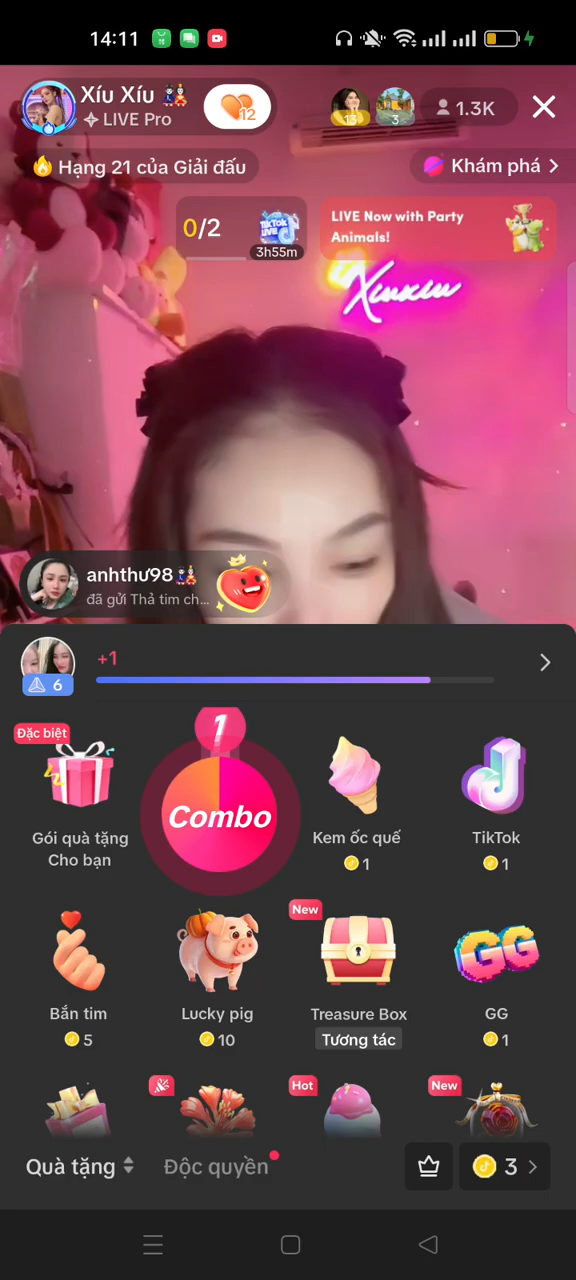 14:11
Xíu Xíu
LIVE Pro
12
13
3
1.3K
Hạng 21 của Giải đấu
Khám phá
0/2
TikTok LIVE
3h55m
LIVE Now with Party
Animals!
Xiuxiu
anhthư98
đã gửi Thả tim ch...
6
+1
Đặc biệt
Gói quà tặng
Cho bạn
1
Combo
Kem ốc quế
1
TikTok
1
Bắn tim
5
Lucky pig
10
New
Treasure Box
Tương tác
GG
GG
1
Hot
New
Quà tặng
Độc quyền
3